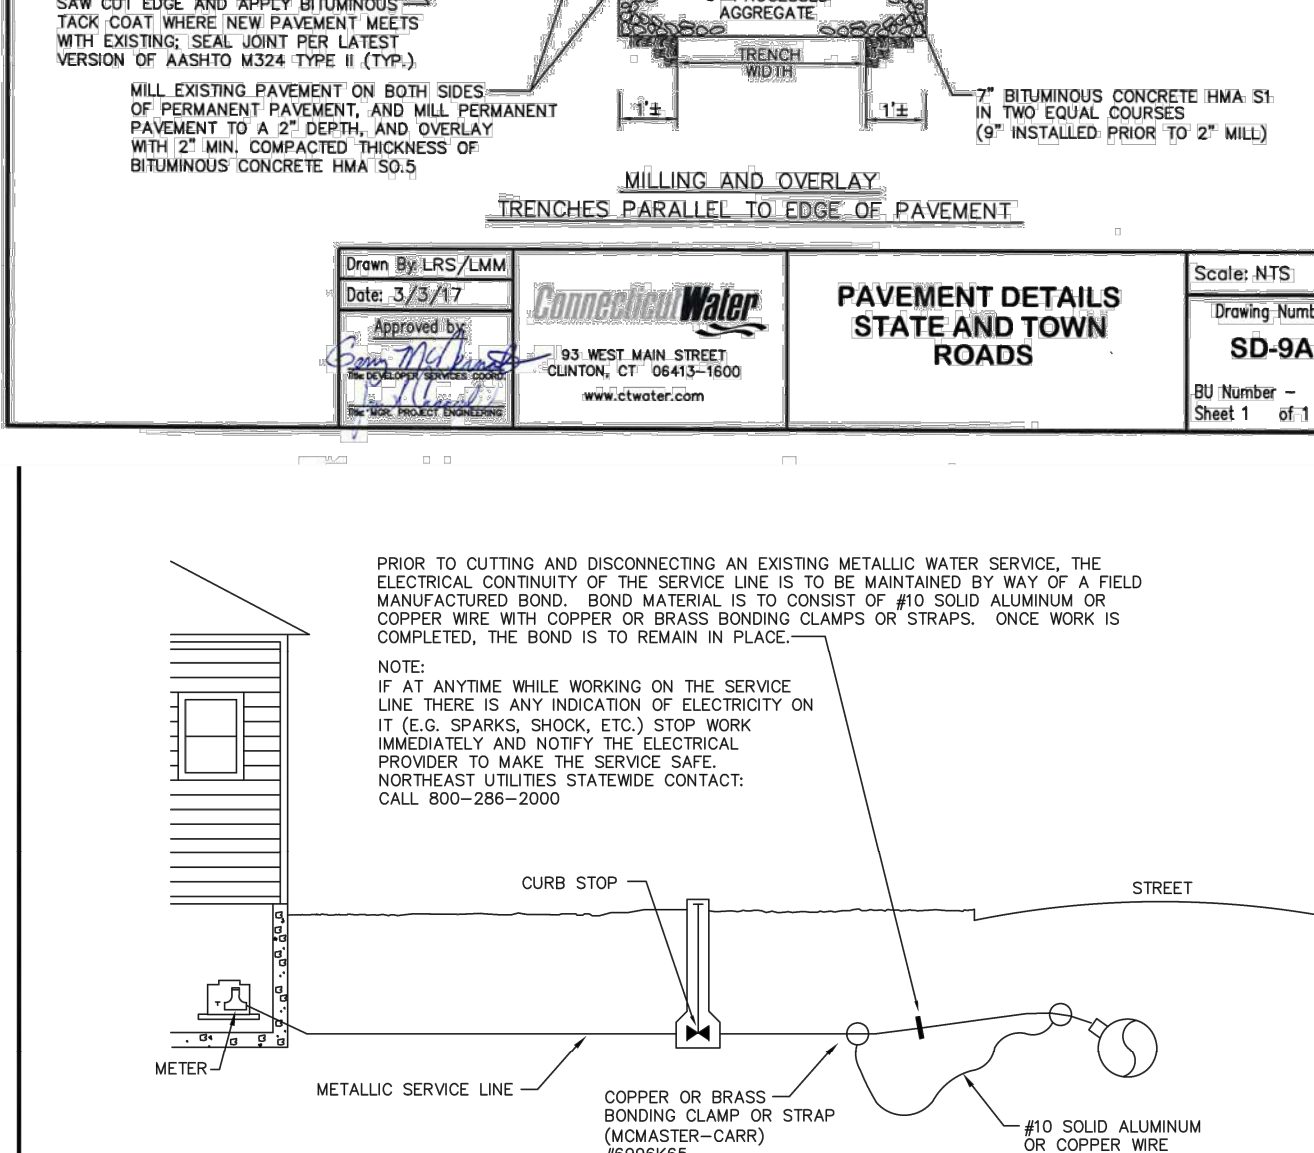 SAW CUT EDGE AND APPLY BITUMINOUS
TACK COAT WHERE NEW PAVEMENT MEETS
WITH EXISTING; SEAL JOINT PER LATEST
VERSION OF AASHTO M324 TYPE II (TYP.)
AGGREGATE
TRENCH
WIDTH
MILL EXISTING PAVEMENT ON BOTH SIDES
OF PERMANENT PAVEMENT, AND MILL PERMANENT
PAVEMENT TO A 2" DEPTH, AND OVERLAY
WITH 2" MIN. COMPACTED THICKNESS OF
BITUMINOUS CONCRETE HMA S0.5
1'±
1'±
7" BITUMINOUS CONCRETE HMA S1
IN TWO EQUAL COURSES
(9" INSTALLED PRIOR TO 2" MILL)
MILLING AND OVERLAY
TRENCHES PARALLEL TO EDGE OF PAVEMENT
Drawn By: LRS/LMM
Date: 3/3/17
Approved by:
Title: DEVELOPER/SERVICES COORD.
Title: MGR. PROJECT ENGINEERING
ConnecticutWater
93 WEST MAIN STREET
CLINTON, CT 06413-1600
www.ctwater.com
PAVEMENT DETAILS
STATE AND TOWN
ROADS
Scale: NTS
Drawing Numb
SD-9A
BU Number -
Sheet 1 of 1
PRIOR TO CUTTING AND DISCONNECTING AN EXISTING METALLIC WATER SERVICE, THE
ELECTRICAL CONTINUITY OF THE SERVICE LINE IS TO BE MAINTAINED BY WAY OF A FIELD
MANUFACTURED BOND. BOND MATERIAL IS TO CONSIST OF #10 SOLID ALUMINUM OR
COPPER WIRE WITH COPPER OR BRASS BONDING CLAMPS OR STRAPS. ONCE WORK IS
COMPLETED, THE BOND IS TO REMAIN IN PLACE.
NOTE:
IF AT ANYTIME WHILE WORKING ON THE SERVICE
LINE THERE IS ANY INDICATION OF ELECTRICITY ON
IT (E.G. SPARKS, SHOCK, ETC.) STOP WORK
IMMEDIATELY AND NOTIFY THE ELECTRICAL
PROVIDER TO MAKE THE SERVICE SAFE.
NORTHEAST UTILITIES STATEWIDE CONTACT:
CALL 800-286-2000
CURB STOP
STREET
T
METER
METALLIC SERVICE LINE
COPPER OR BRASS
BONDING CLAMP OR STRAP
(MCMASTER-CARR)
#10 SOLID ALUMINUM
OR COPPER WIRE